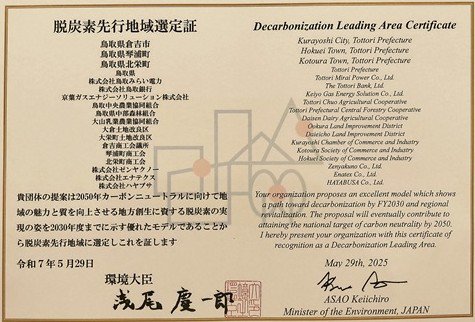 脱炭素先行地域選定証
鳥取県倉吉市
鳥取県琴浦町
鳥取県北栄町
鳥取県
株式会社鳥取みらい電力
株式会社鳥取銀行
京葉ガスエナジーソリューション株式会社
鳥取中央農業協同組合
鳥取県中部森林組合
大山乳業農業協同組合
大倉土地改良区
大栄町土地改良区
倉吉商工会議所
琴浦町商工会
北栄町商工会
株式会社ゼンヤクノー
株式会社エナテクス
株式会社ハヤブサ
貴団体の提案は2050年カーボンニュートラルに向けて地
域の魅力と質を向上させる地方創生に資する脱炭素の実
現の姿を2030年度までに示す優れたモデルであることか
ら脱炭素先行地域に選定しこれを証します
令和7年5月29日
環境大臣
浅尾慶一郎
Decarbonization Leading Area Certificate
Kurayoshi City, Tottori Prefecture
Hokuei Town, Tottori Prefecture
Kotoura Town, Tottori Prefecture
Tottori Prefecture
Tottori Mirai Power Co., Ltd.
The Tottori Bank, Ltd.
Keiyo Gas Energy Solution Co., Ltd.
Tottori Chuo Agricultural Cooperative
Tottori Prefectural Central Forestry Cooperative
Daisen Dairy Agricultural Cooperative
Ookura Land Improvement District
Daieicho Land Improvement District
Kurayoshi Chamber of Commerce and Industry
Kotoura Society of Commerce and Industry
Hokuei Society of Commerce and Industry
Zenyakuno Co., Ltd.
Enatex Co., Ltd.
HAYABUSA Co., Ltd.
Your organization proposes an excellent model which shows
a path toward decarbonization by FY2030 and regional
revitalization. The proposal will eventually contribute to
attaining the national target of carbon neutrality by 2050.
I hereby present your organization with this certificate of
recognition as a Decarbonization Leading Area.
May 29th, 2025
ASAO Keiichiro
Minister of the Environment, JAPAN